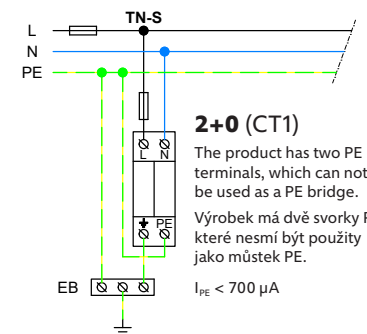 TN-S
L
N
PE
L N
PE
EB
2+0 (CT1)
The product has two PE
terminals, which can not
be used as a PE bridge.
Výrobek má dvě svorky
které nesmí být použity
jako můstek PE.
IPE < 700 µA